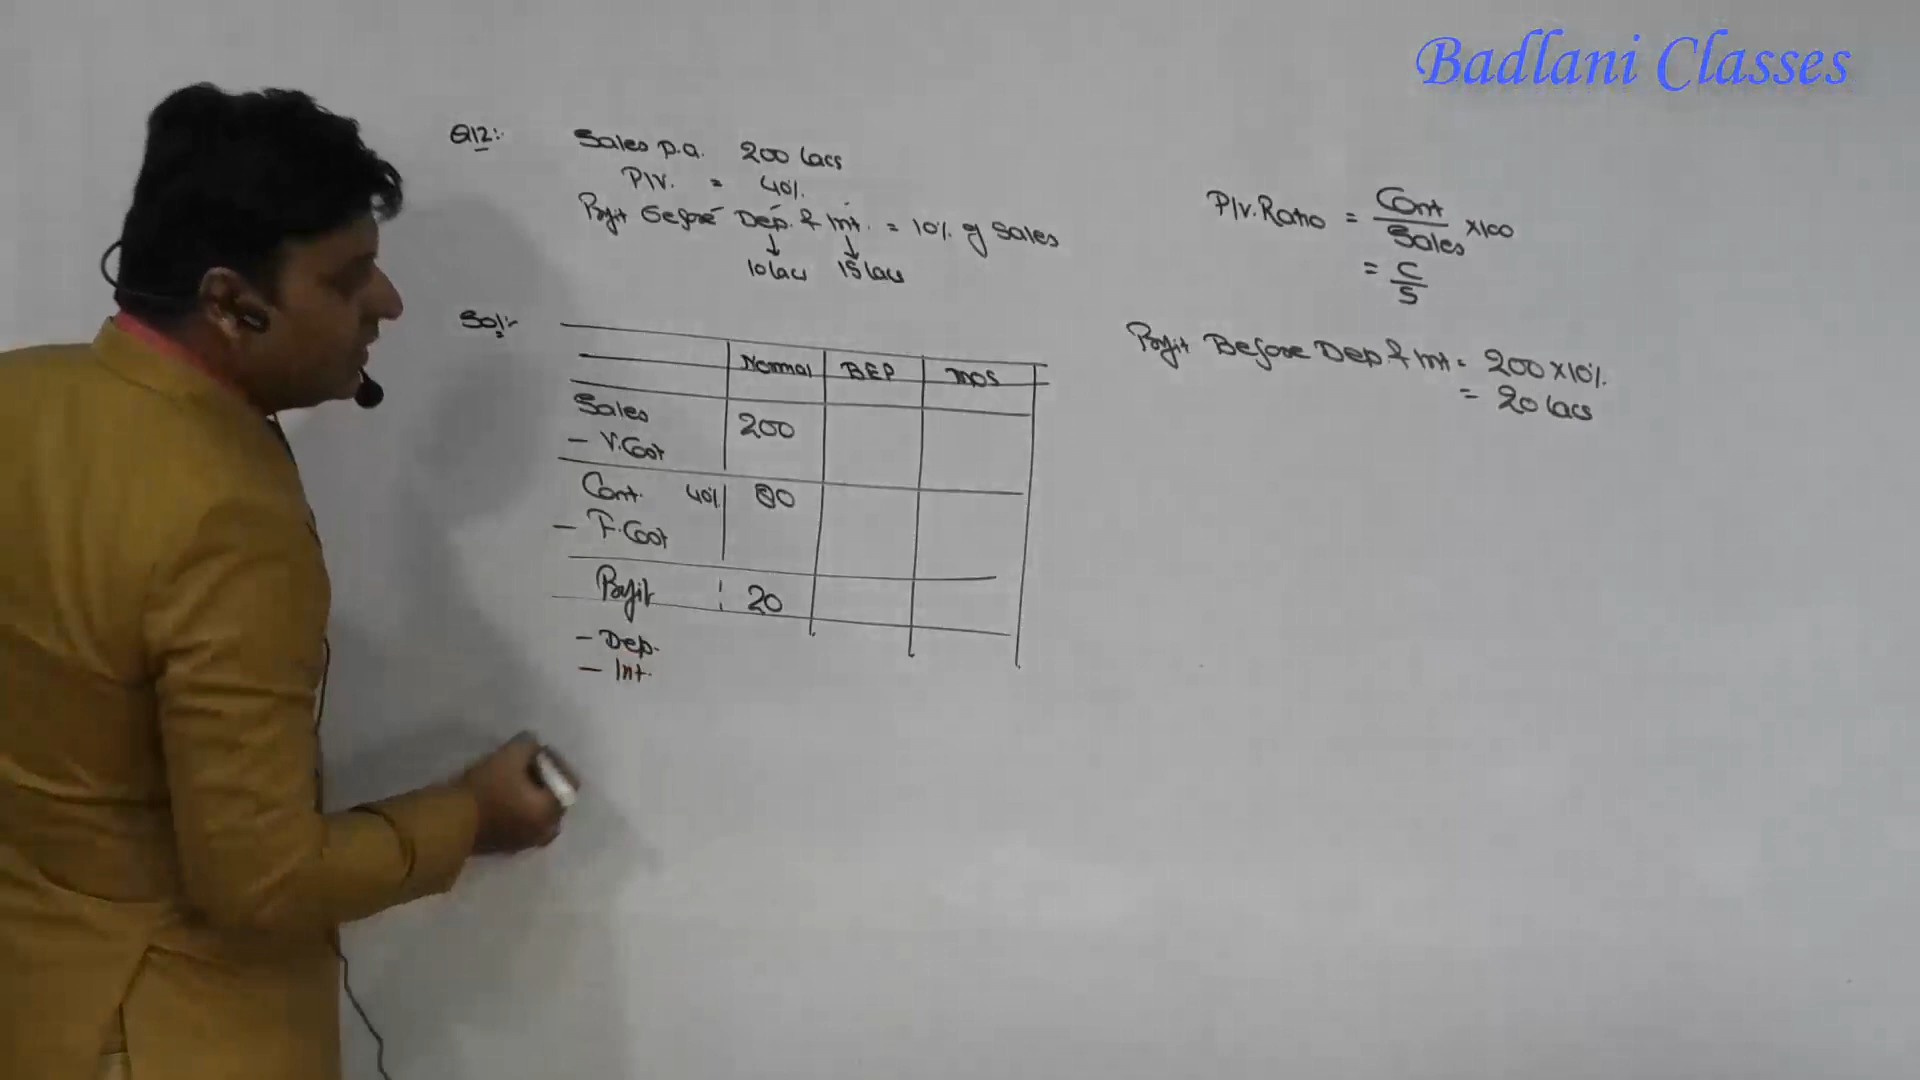 Badlani Classes
Q12:-
Sales p.a. 200 lacs
P/V. = 40%
Profit Before Dep. & Int. = 10% of Sales
10 lacs 15 lacs
P/V. Ratio = Cont / Sales ×100
= C / S
Profit Before Dep. & Int = 200 × 10%
= 20 lacs
Sol:-
Normal BEP MOS
Sales 200
- V. Cost
Cont. 40% 80
- F. Cost
Profit 20
- Dep.
- Int.